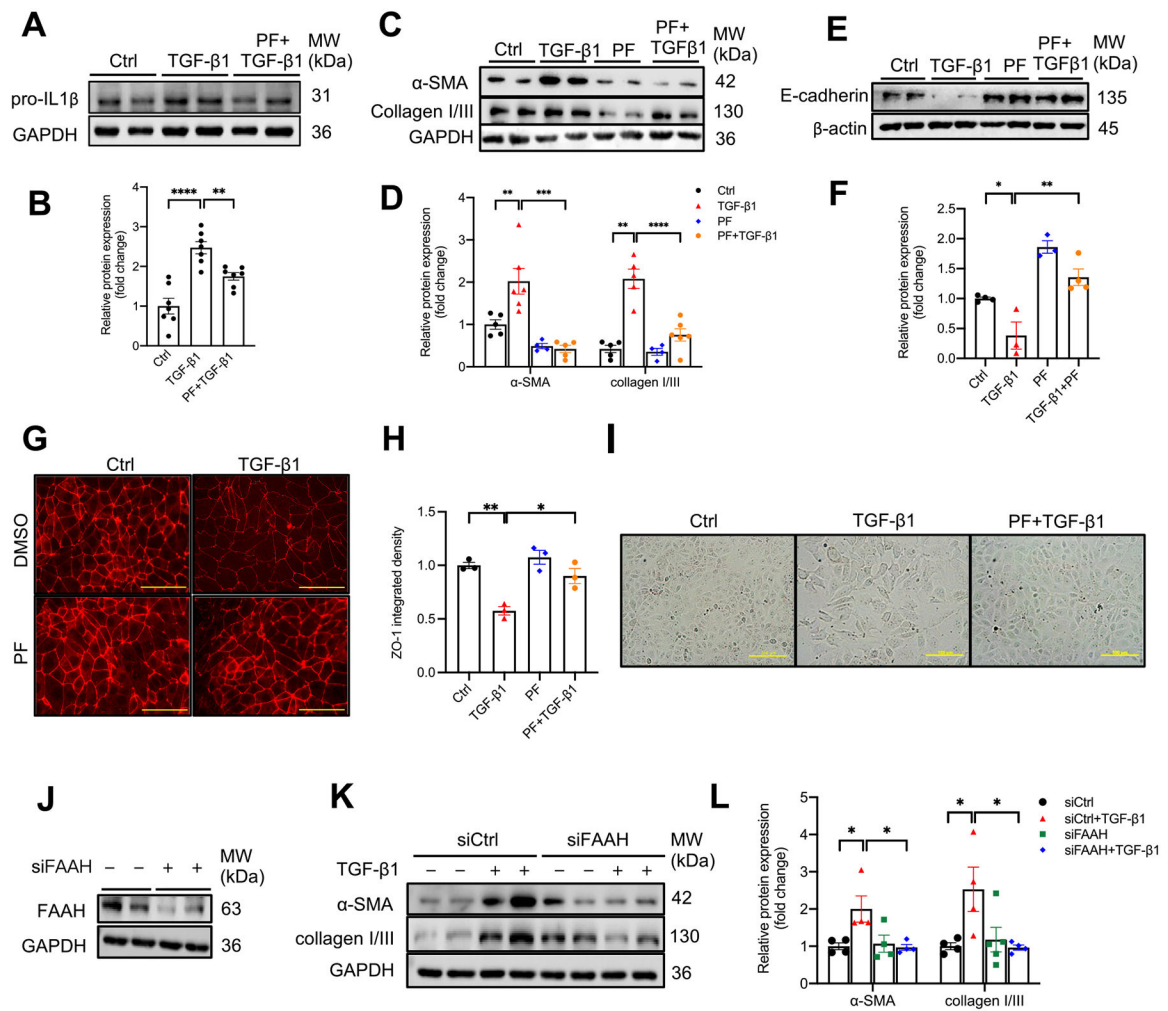 A
Ctrl TGF-β1 PF+ TGF-β1 MW (kDa)
pro-IL1β 31
GAPDH 36
C
Ctrl TGF-β1 PF PF+ TGFβ1 MW (kDa)
α-SMA 42
Collagen I/III 130
GAPDH 36
E
Ctrl TGF-β1 PF PF+ TGFβ1 MW (kDa)
E-cadherin 135
β-actin 45
B
Relative protein expression
(fold change)
**** **
4
3
2
1
0
Ctrl
TGF-β1
PF+TGF-β1
D
Relative protein expression
(fold change)
** *** ** ****
4
3
2
1
0
α-SMA collagen I/III
Ctrl
TGF-β1
PF
PF+TGF-β1
F
Relative protein expression
(fold change)
* **
2.5
2.0
1.5
1.0
0.5
0.0
Ctrl
TGF-β1
PF
TGF-β1+PF
G
Ctrl TGF-β1
DMSO
PF
H
ZO-1 integrated density
** *
1.5
1.0
0.5
0.0
Ctrl
TGF-β1
PF
PF+TGF-β1
I
Ctrl TGF-β1 PF+TGF-β1
J
siFAAH − − + + MW (kDa)
FAAH 63
GAPDH 36
K
siCtrl siFAAH MW (kDa)
TGF-β1 − − + + − − + +
α-SMA 42
collagen I/III 130
GAPDH 36
L
Relative protein expression
(fold change)
* * * *
5
4
3
2
1
0
α-SMA collagen I/III
siCtrl
siCtrl+TGF-β1
siFAAH
siFAAH+TGF-β1